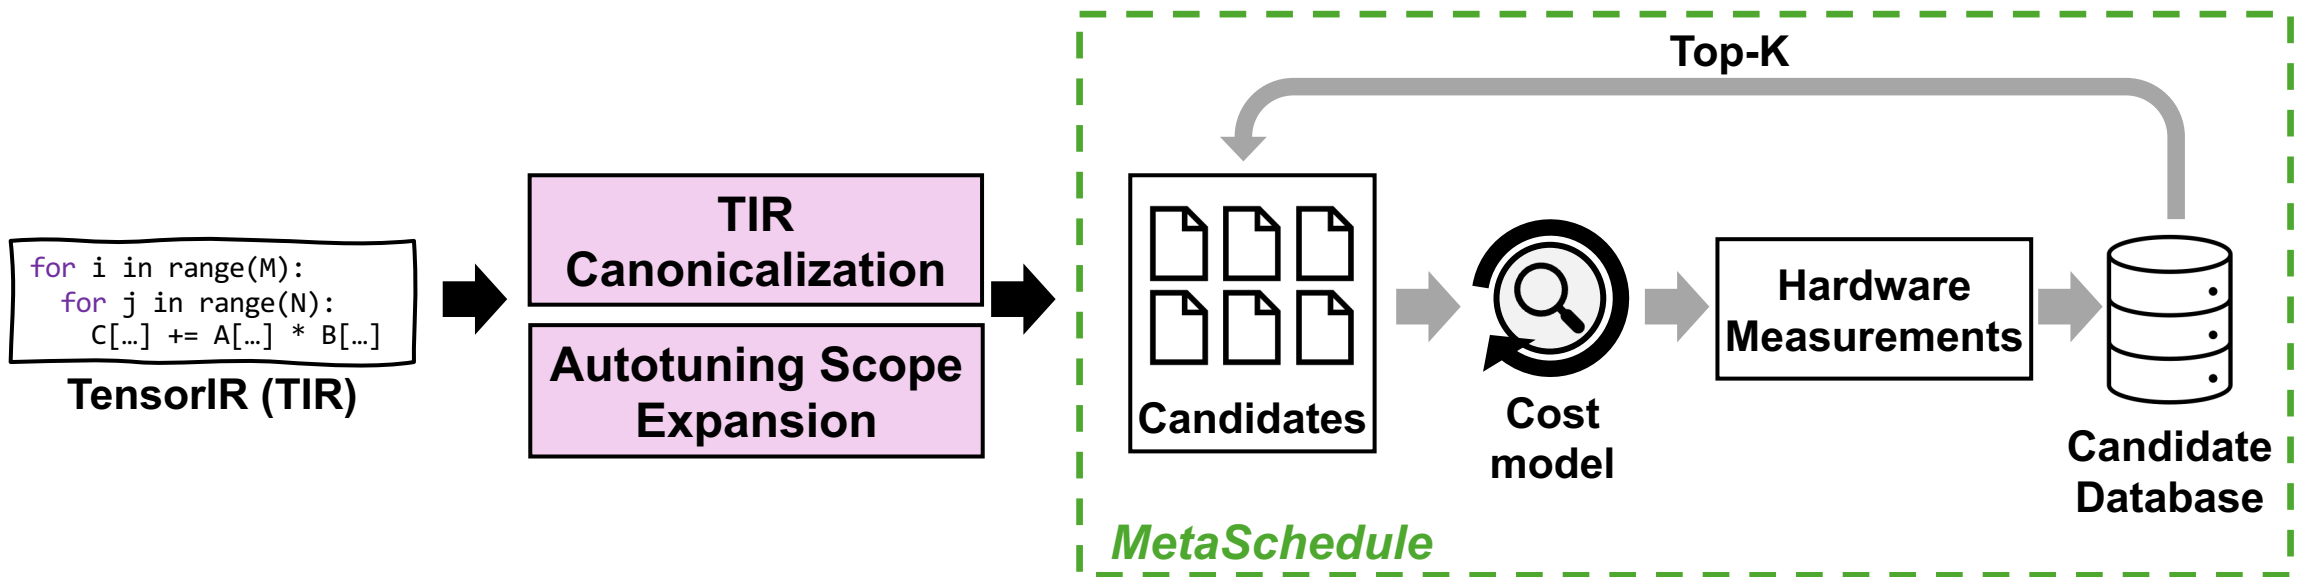 for i in range(M):
for j in range(N):
C[…] += A[…] * B[…]
TensorIR (TIR)
TIR
Canonicalization
Autotuning Scope
Expansion
Top-K
Candidates
Cost
model
Hardware
Measurements
Candidate
Database
MetaSchedule